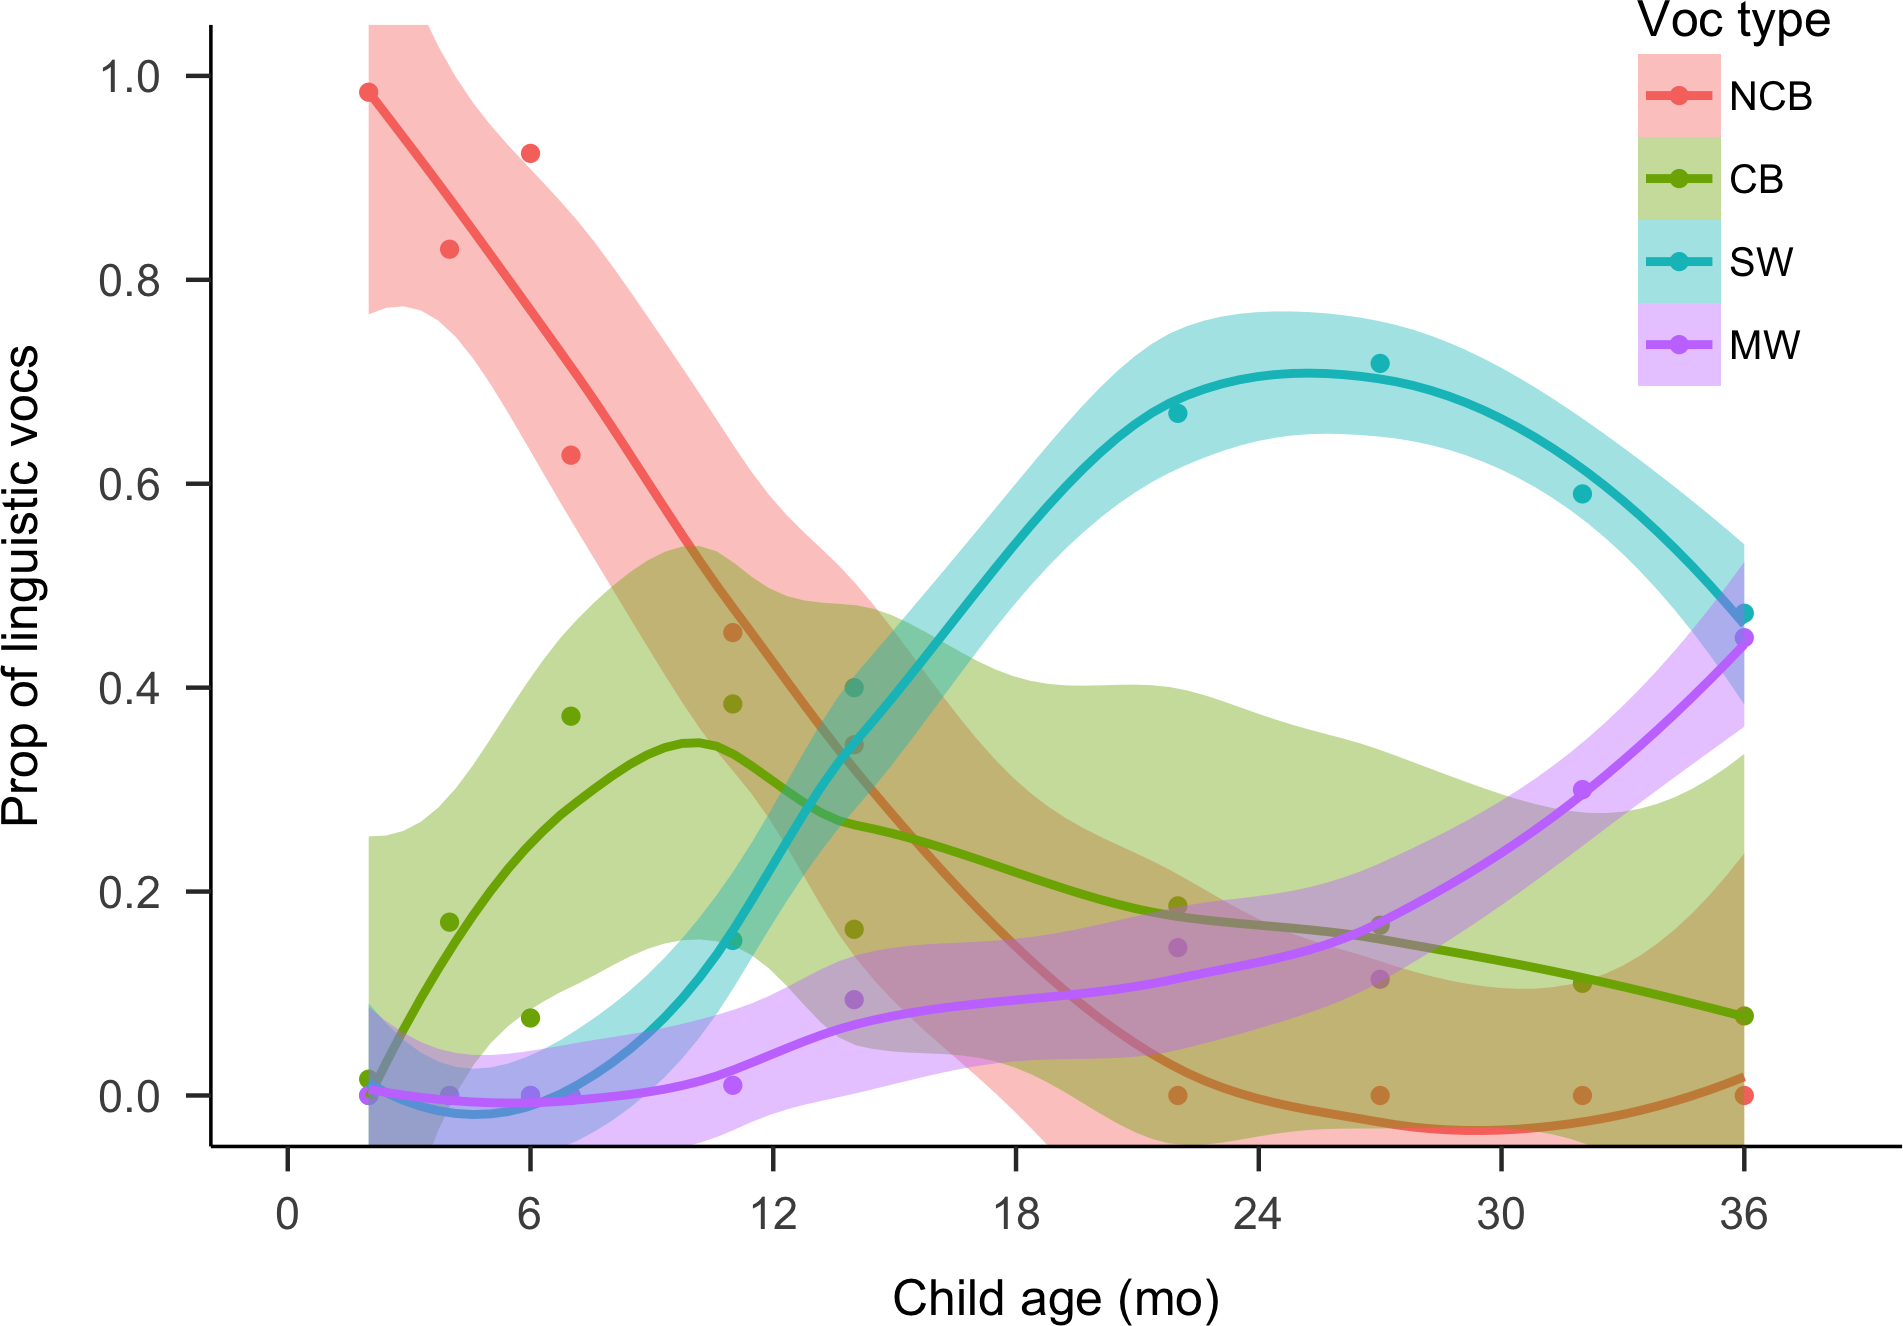 Voc type
NCB
CB
SW
MW
Prop of linguistic vocs
1.0
0.8
0.6
0.4
0.2
0.0
0 6 12 18 24 30 36
Child age (mo)